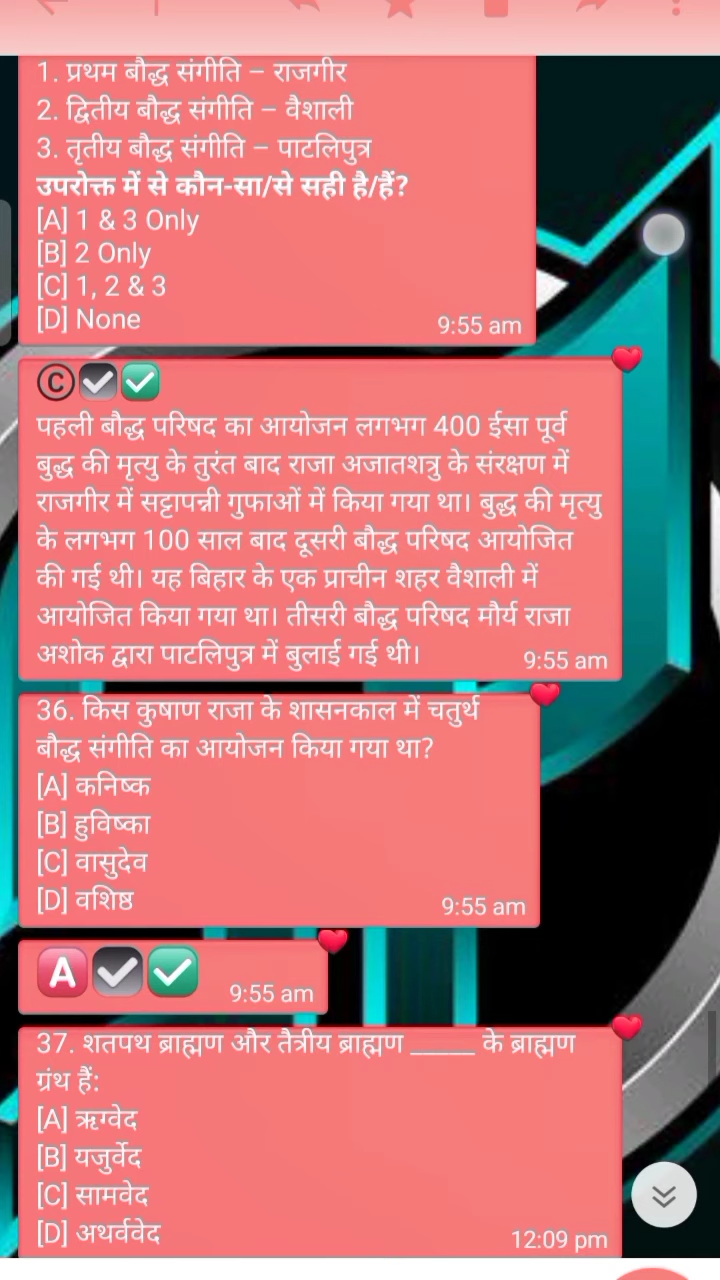 1. प्रथम बौद्ध संगीति – राजगीर
2. द्वितीय बौद्ध संगीति – वैशाली
3. तृतीय बौद्ध संगीति – पाटलिपुत्र
उपरोक्त में से कौन-सा/से सही है/हैं?
[A] 1 & 3 Only
[B] 2 Only
[C] 1, 2 & 3
[D] None
9:55 am
©️✔️✅
पहली बौद्ध परिषद का आयोजन लगभग 400 ईसा पूर्व
बुद्ध की मृत्यु के तुरंत बाद राजा अजातशत्रु के संरक्षण में
राजगीर में सट्टापन्नी गुफाओं में किया गया था। बुद्ध की मृत्यु
के लगभग 100 साल बाद दूसरी बौद्ध परिषद आयोजित
की गई थी। यह बिहार के एक प्राचीन शहर वैशाली में
आयोजित किया गया था। तीसरी बौद्ध परिषद मौर्य राजा
अशोक द्वारा पाटलिपुत्र में बुलाई गई थी।
9:55 am
36. किस कुषाण राजा के शासनकाल में चतुर्थ
बौद्ध संगीति का आयोजन किया गया था?
[A] कनिष्क
[B] हुविष्का
[C] वासुदेव
[D] वशिष्ठ
9:55 am
🅰️✔️✅
9:55 am
37. शतपथ ब्राह्मण और तैत्रीय ब्राह्मण _____ के ब्राह्मण
ग्रंथ हैं:
[A] ऋग्वेद
[B] यजुर्वेद
[C] सामवेद
[D] अथर्ववेद
12:09 pm